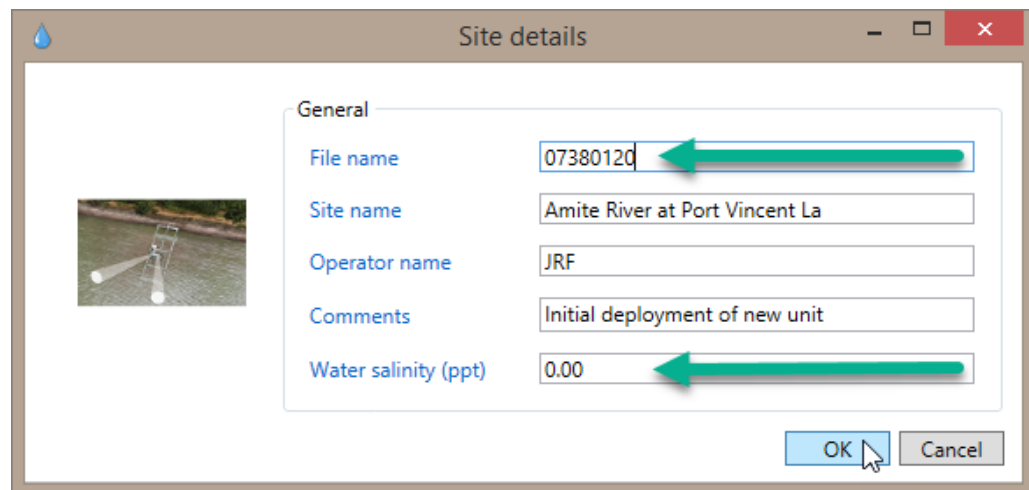 Site details
General
File name 07380120
Site name Amite River at Port Vincent La
Operator name JRF
Comments Initial deployment of new unit
Water salinity (ppt) 0.00
OK Cancel